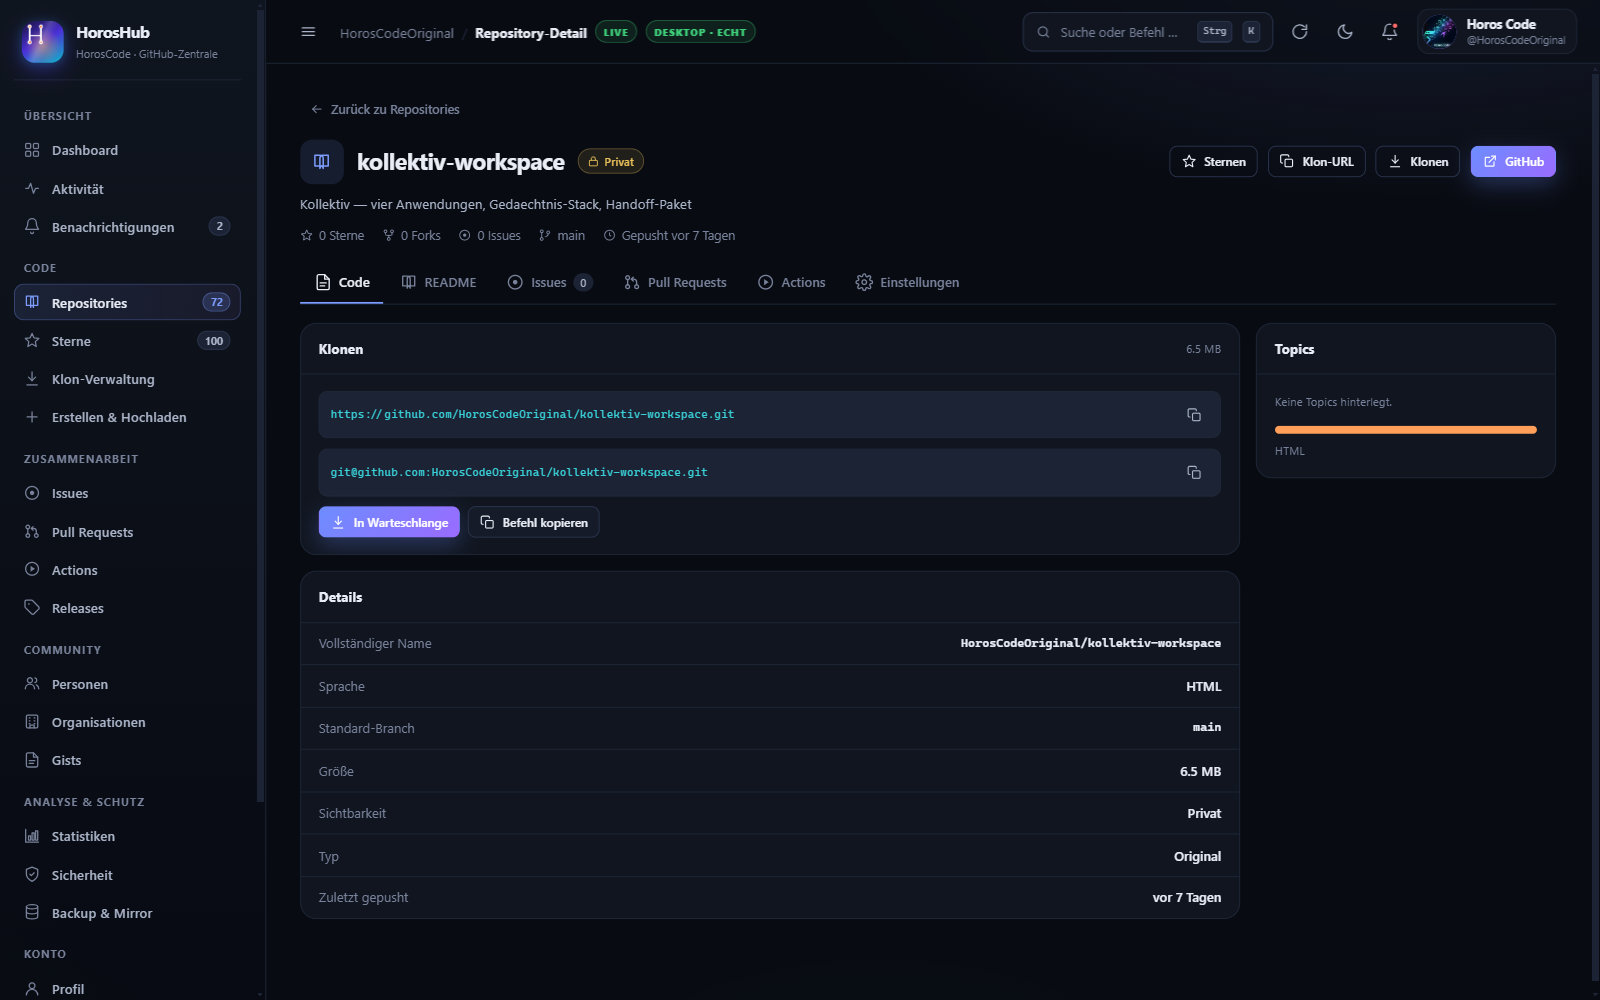 HorosHub
HorosCode · GitHub-Zentrale
ÜBERSICHT
Dashboard
Aktivität
Benachrichtigungen 2
CODE
Repositories 72
Sterne 100
Klon-Verwaltung
Erstellen & Hochladen
ZUSAMMENARBEIT
Issues
Pull Requests
Actions
Releases
COMMUNITY
Personen
Organisationen
Gists
ANALYSE & SCHUTZ
Statistiken
Sicherheit
Backup & Mirror
KONTO
Profil
HorosCodeOriginal / Repository-Detail LIVE DESKTOP · ECHT
Suche oder Befehl ... Strg K
Horos Code
@HorosCodeOriginal
Zurück zu Repositories
kollektiv-workspace Privat
Sternen Klon-URL Klonen GitHub
Kollektiv — vier Anwendungen, Gedaechtnis-Stack, Handoff-Paket
0 Sterne 0 Forks 0 Issues main Gepusht vor 7 Tagen
Code README Issues 0 Pull Requests Actions Einstellungen
Klonen 6.5 MB
https://github.com/HorosCodeOriginal/kollektiv-workspace.git
git@github.com:HorosCodeOriginal/kollektiv-workspace.git
In Warteschlange Befehl kopieren
Topics
Keine Topics hinterlegt.
HTML
Details
Vollständiger Name HorosCodeOriginal/kollektiv-workspace
Sprache HTML
Standard-Branch main
Größe 6.5 MB
Sichtbarkeit Privat
Typ Original
Zuletzt gepusht vor 7 Tagen